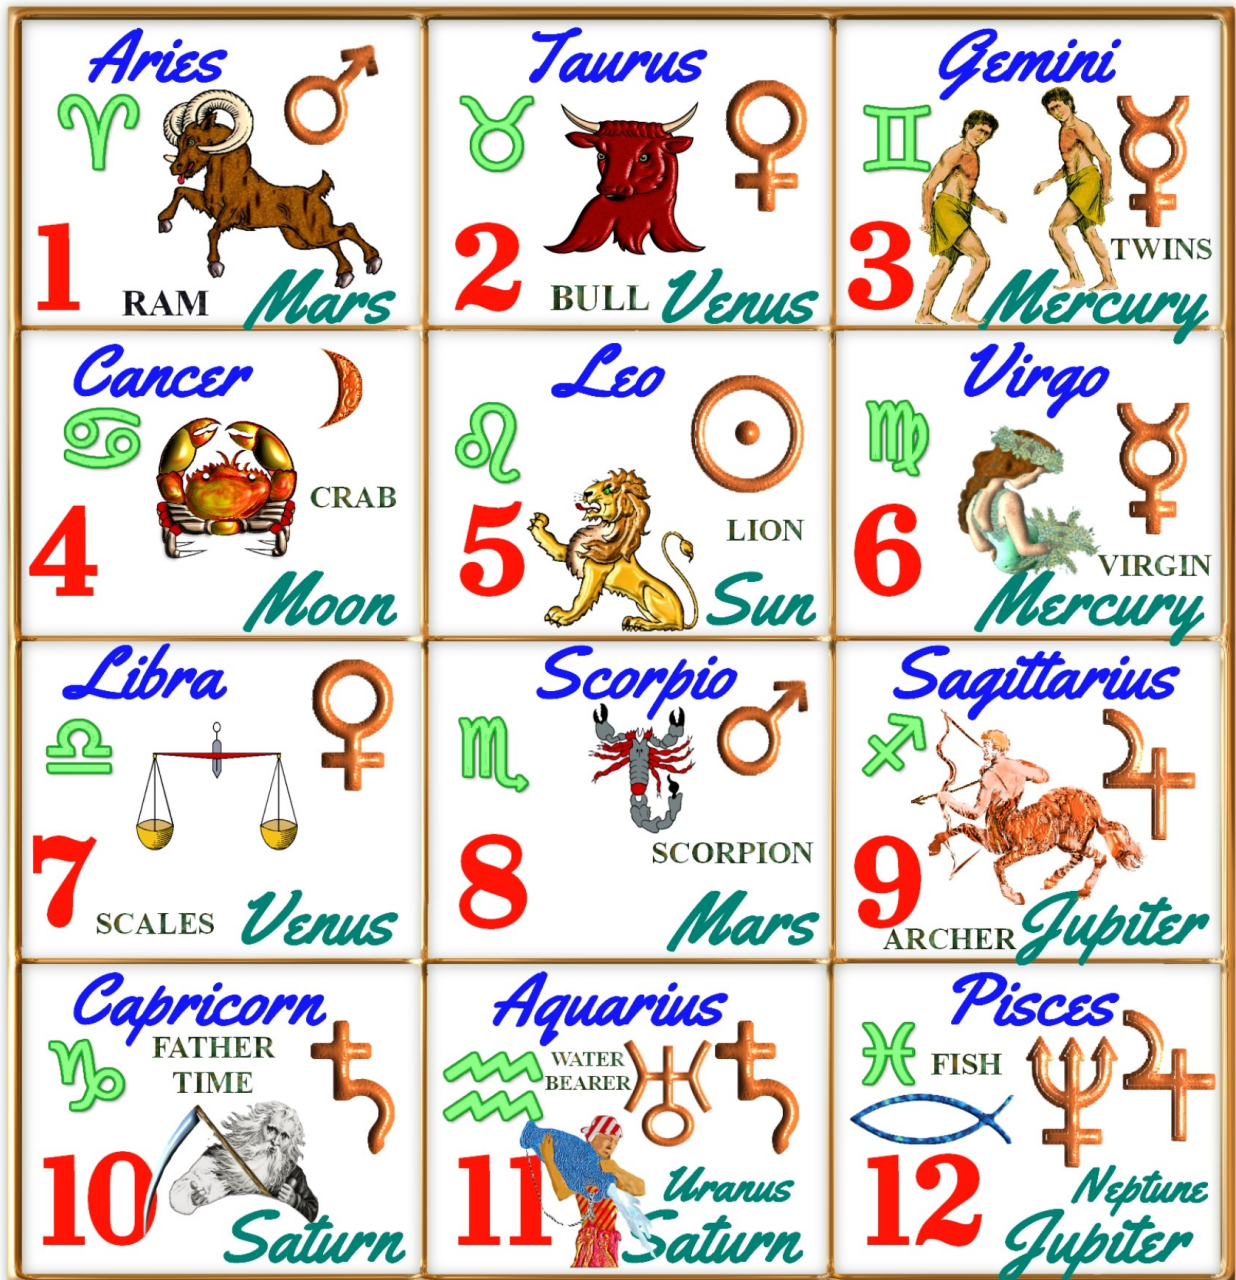 Aries
♈ ♂
1
RAM
Mars
Taurus
♉ ♀
2
BULL
Venus
Gemini
♊ ☿
TWINS
3
Mercury
Cancer
♋ ☽
CRAB
4
Moon
Leo
♌ ☉
LION
5
Sun
Virgo
♍ ☿
6
VIRGIN
Mercury
Libra
♎ ♀
7
SCALES
Venus
Scorpio
♏ ♂
SCORPION
8
Mars
Sagittarius
♐ ♃
9
ARCHER
Jupiter
Capricorn
FATHER
TIME
♑ ♄
10
Saturn
Aquarius
WATER
BEARER
♒ ♅ ♄
11
Uranus
Saturn
Pisces
♓ FISH ♆ ♃
12
Neptune
Jupiter